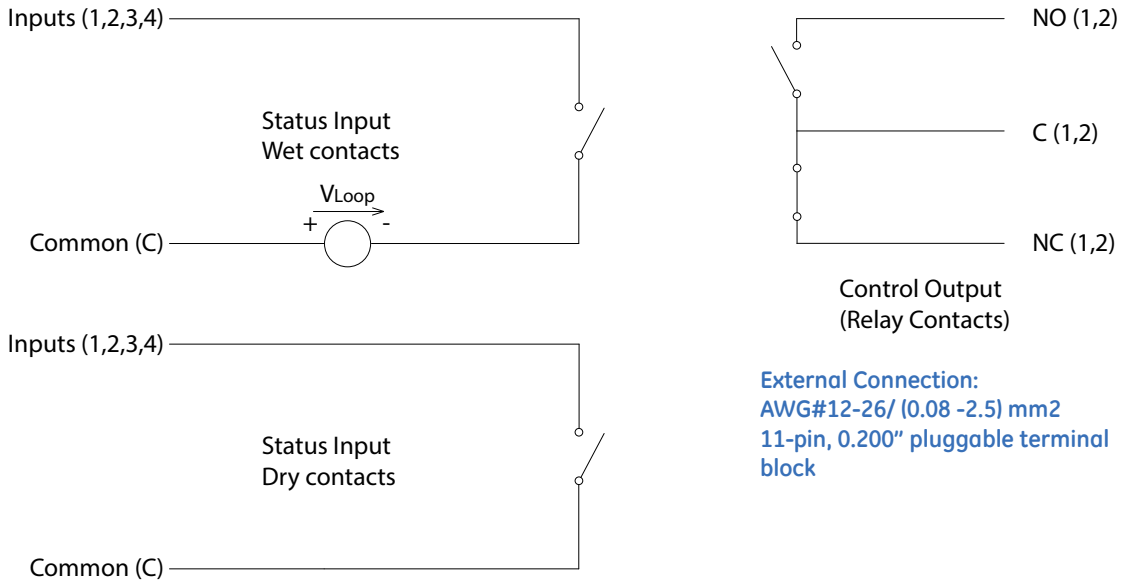 Inputs (1,2,3,4)
Status Input
Wet contacts
VLoop
+ -
Common (C)
NO (1,2)
C (1,2)
NC (1,2)
Control Output
(Relay Contacts)
Inputs (1,2,3,4)
Status Input
Dry contacts
Common (C)
External Connection:
AWG#12-26/ (0.08 -2.5) mm2
11-pin, 0.200” pluggable terminal
block